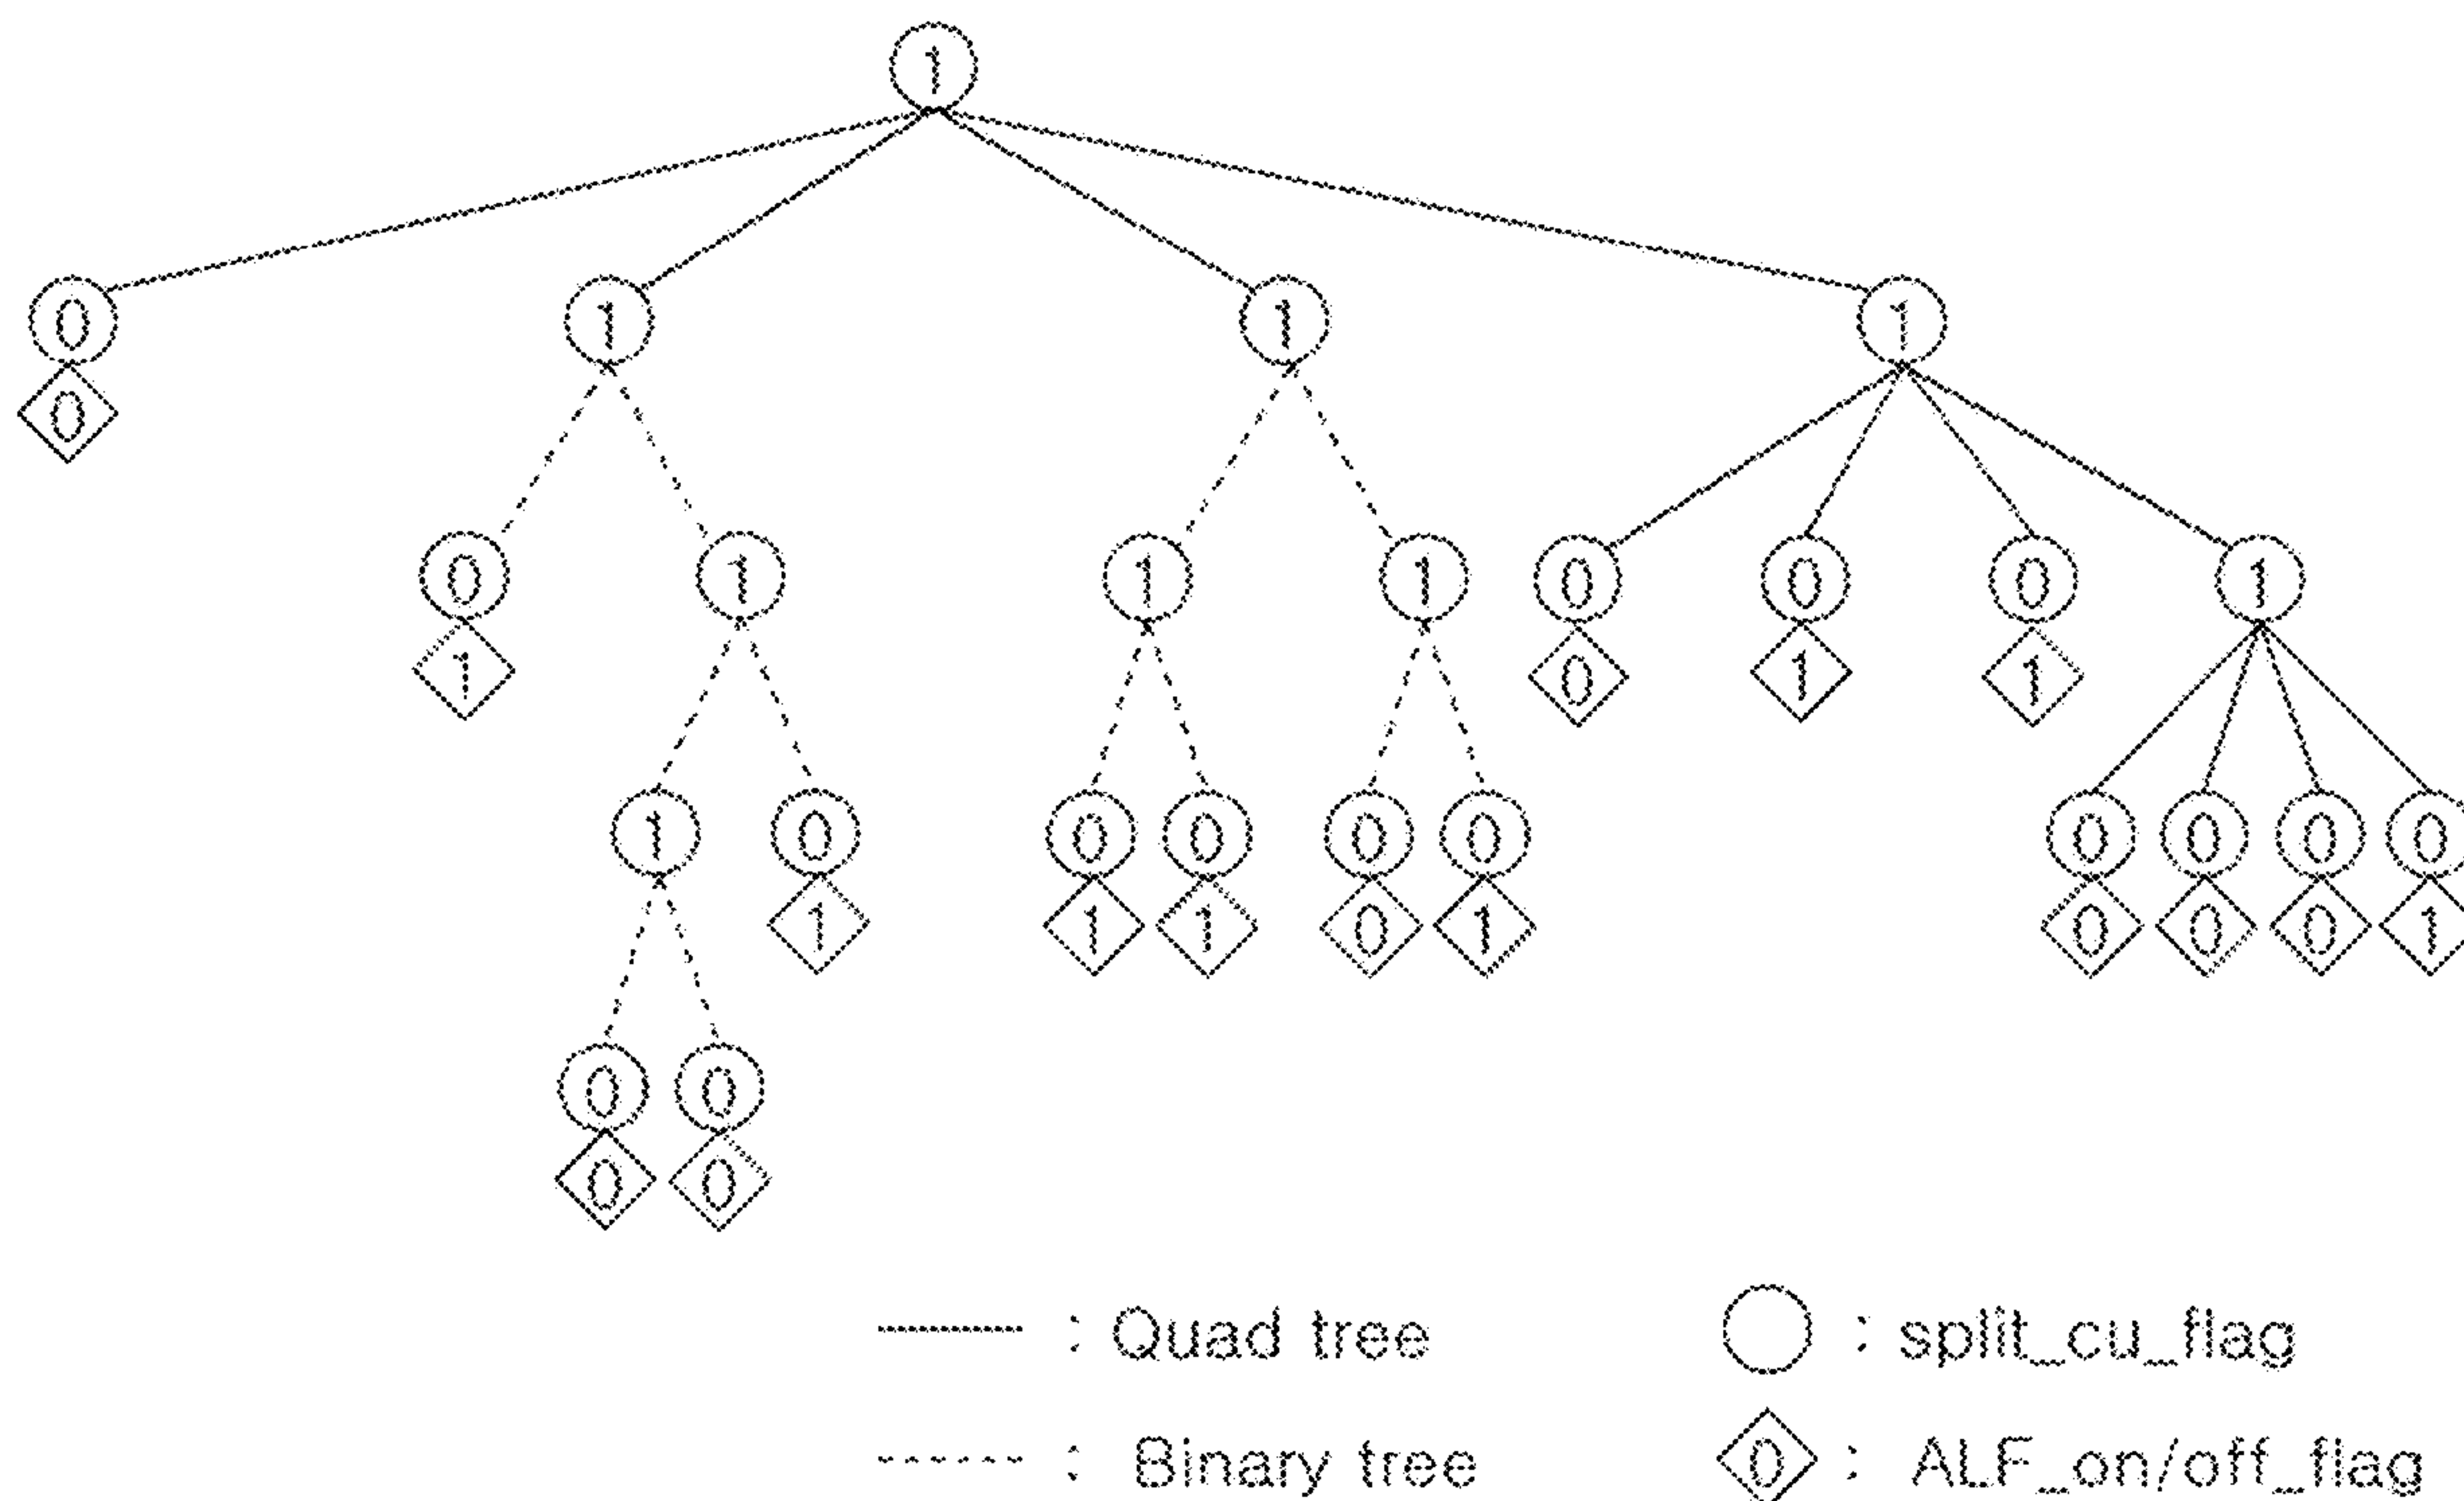 1
0 1 1 1
0
0 1 1 1 0 0 0 1
1 0 1 1
1 0 0 0 0 0 0 0 0 0
1 1 1 0 1 0 0 0 1
0 0
0 0
: Quad tree : split_cu_flag
: Binary tree 0 : ALF_on/off_flag